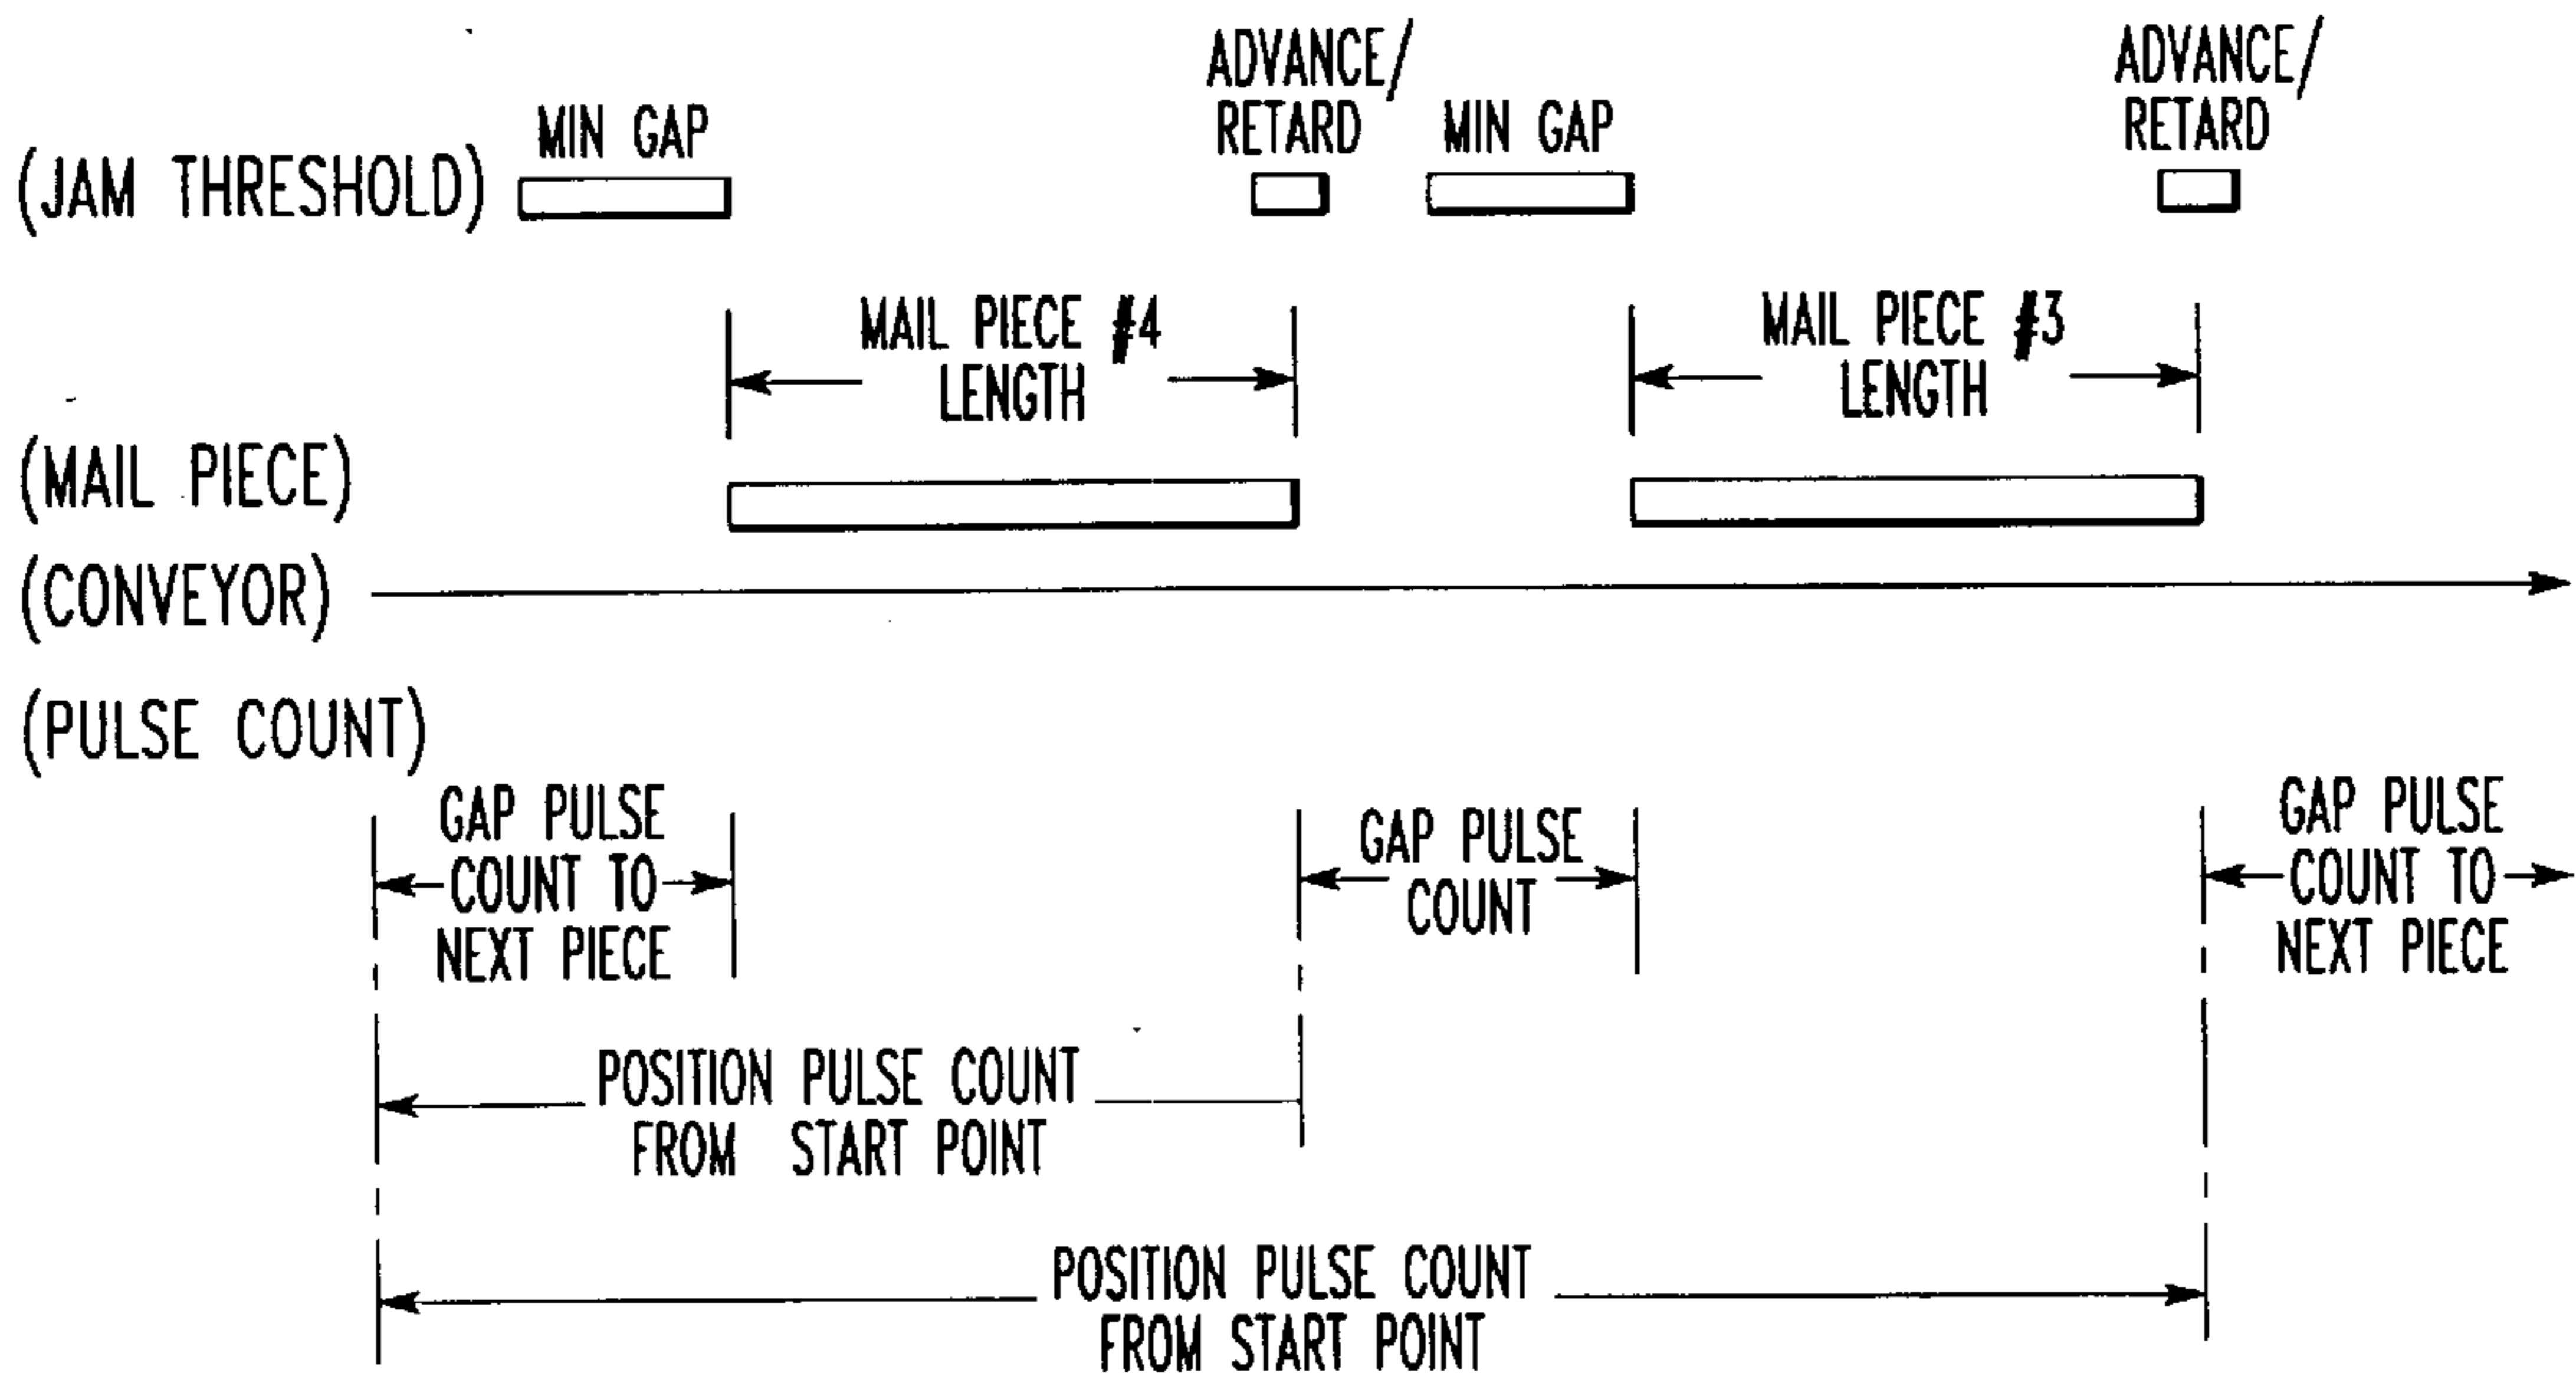 ADVANCE/
RETARD
ADVANCE/
RETARD
(JAM THRESHOLD)
MIN GAP
MIN GAP
MAIL PIECE #4
LENGTH
MAIL PIECE #3
LENGTH
(MAIL PIECE)
(CONVEYOR)
(PULSE COUNT)
GAP PULSE
COUNT TO
NEXT PIECE
GAP PULSE
COUNT
GAP PULSE
COUNT TO
NEXT PIECE
POSITION PULSE COUNT
FROM START POINT
POSITION PULSE COUNT
FROM START POINT